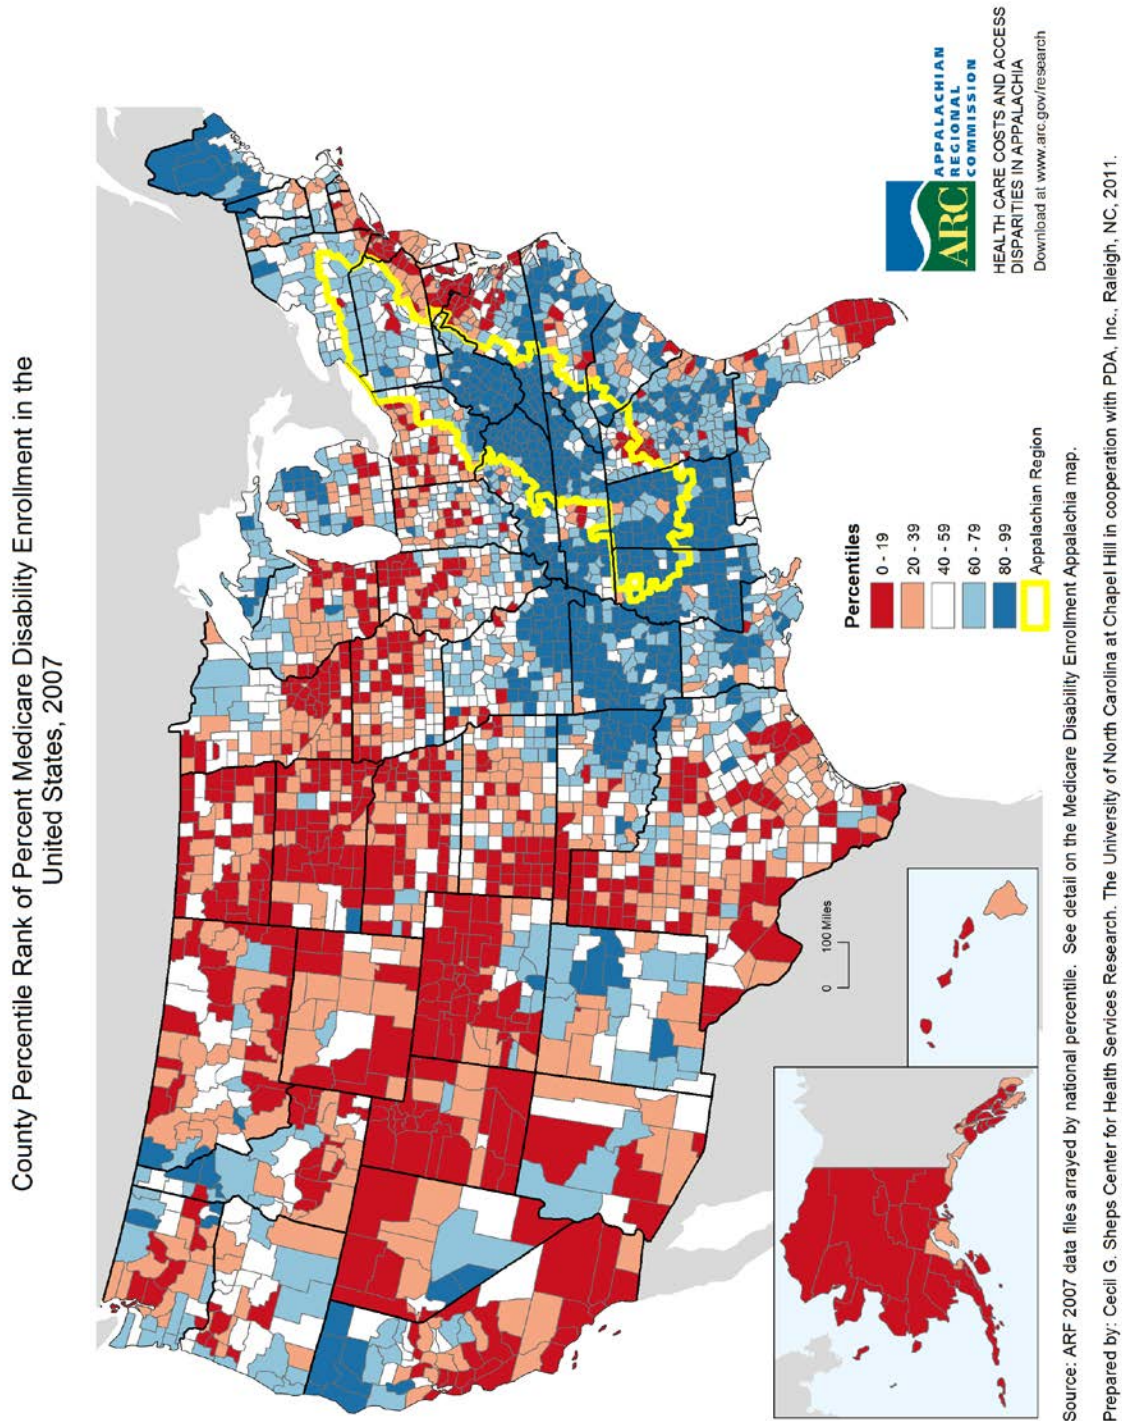 County Percentile Rank of Percent Medicare Disability Enrollment in the
United States, 2007
ARC
APPALACHIAN
REGIONAL
COMMISSION
HEALTH CARE COSTS AND ACCESS
DISPARITIES IN APPALACHIA
Download at www.arc.gov/research
Percentiles
0 - 19
20 - 39
40 - 59
60 - 79
80 - 99
Appalachian Region
0 100 Miles
Source: ARF 2007 data files arrayed by national percentile. See detail on the Medicare Disability Enrollment Appalachia map.
Prepared by: Cecil G. Sheps Center for Health Services Research. The University of North Carolina at Chapel Hill in cooperation with PDA, Inc., Raleigh, NC, 2011.